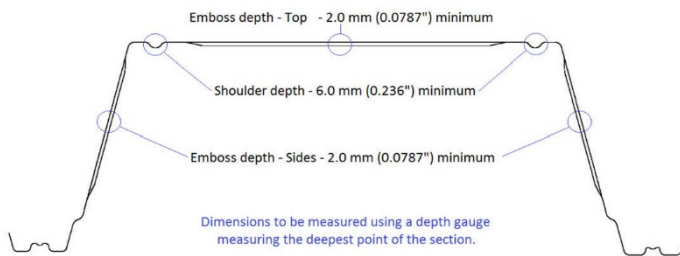 Emboss depth - Top - 2.0 mm (0.0787") minimum
Shoulder depth - 6.0 mm (0.236") minimum
Emboss depth - Sides - 2.0 mm (0.0787") minimum
Dimensions to be measured using a depth gauge
measuring the deepest point of the section.